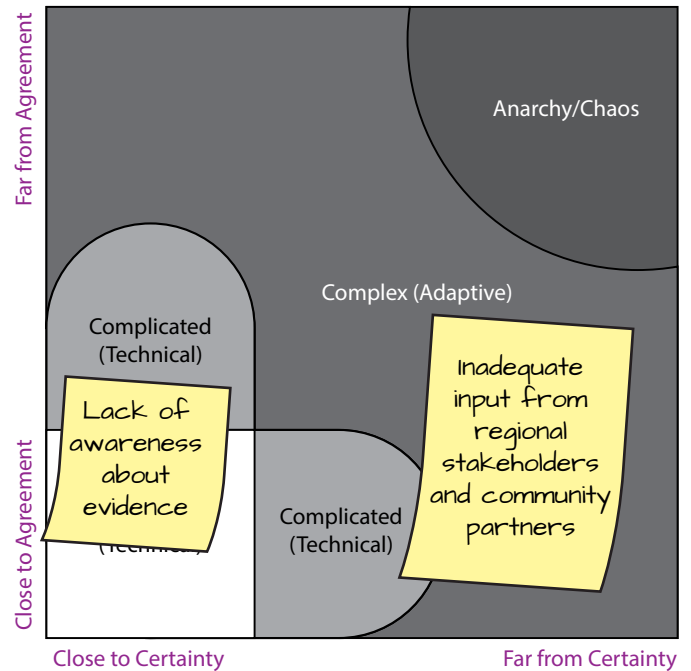 Far from Agreement
Anarchy/Chaos
Complex (Adaptive)
Complicated
(Technical)
Inadequate
input from
regional
stakeholders
and community
partners
Lack of
awareness
about
evidence
Close to Agreement
Complicated
(Technical)
(Technical)
Close to Certainty
Far from Certainty